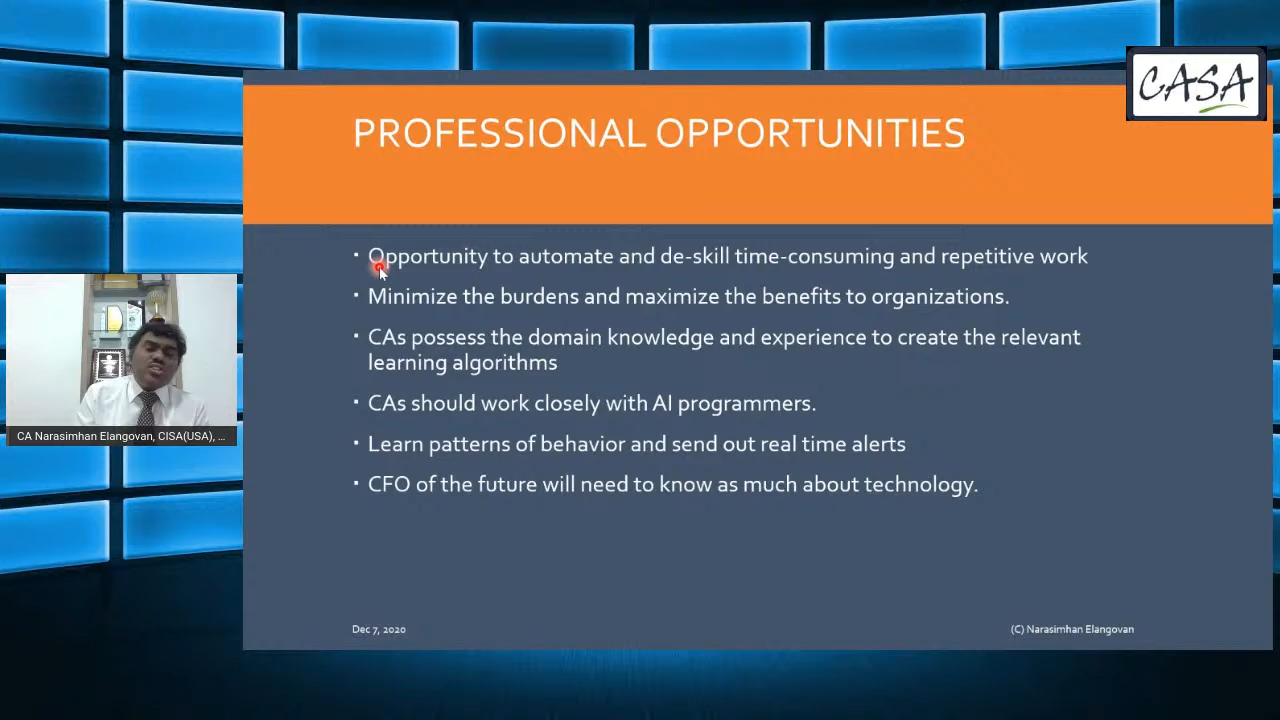 CASA
PROFESSIONAL OPPORTUNITIES
· Opportunity to automate and de-skill time-consuming and repetitive work
· Minimize the burdens and maximize the benefits to organizations.
· CAs possess the domain knowledge and experience to create the relevant
learning algorithms
· CAs should work closely with AI programmers.
· Learn patterns of behavior and send out real time alerts
· CFO of the future will need to know as much about technology.
CA Narasimhan Elangovan, CISA(USA), ...
Dec 7, 2020
(C) Narasimhan Elangovan